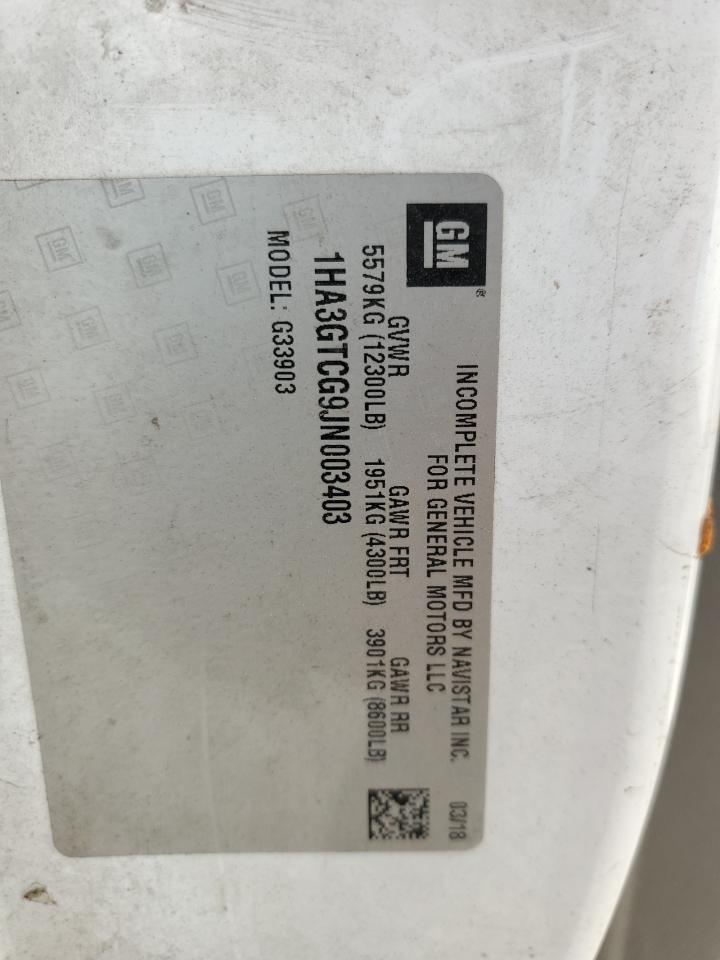 GM ®
INCOMPLETE VEHICLE MFD BY NAVISTAR INC. 03/18
FOR GENERAL MOTORS LLC
GVWR GAWR FRT GAWR RR
5579KG (12300LB) 1951KG (4300LB) 3901KG (8600LB)
1HA3GTCG9JN003403
MODEL: G33903